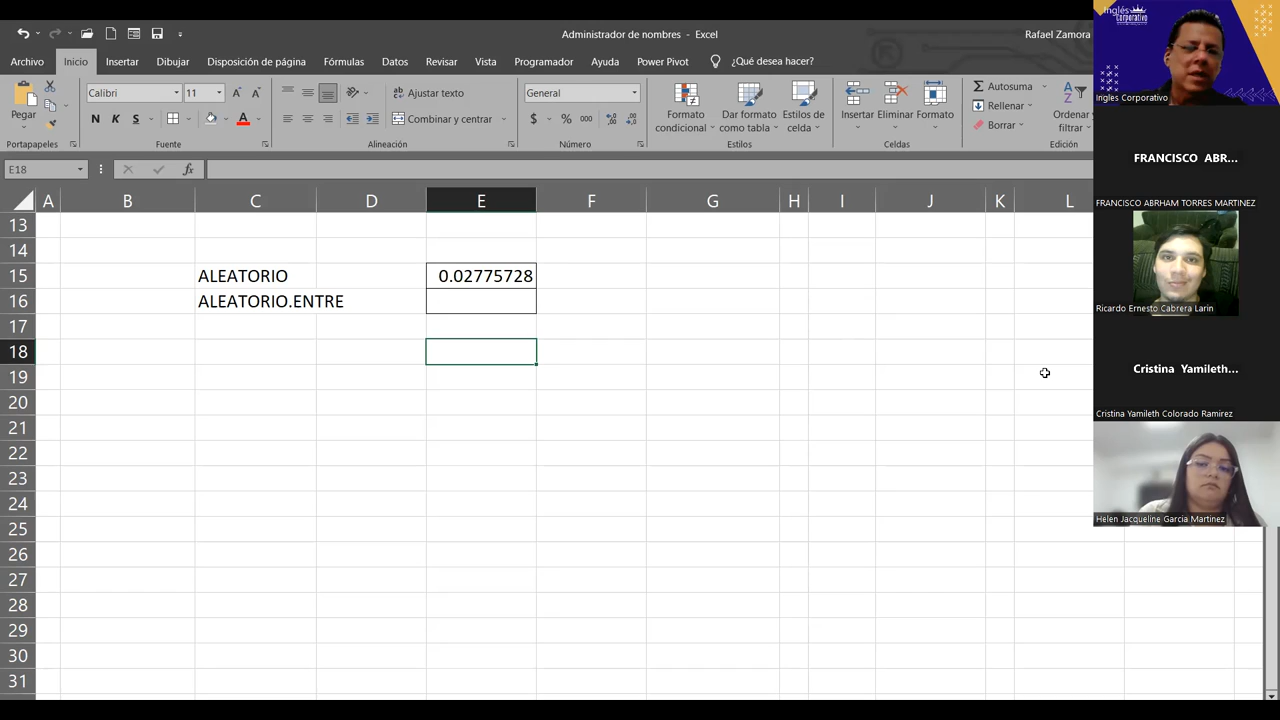 Administrador de nombres - Excel
Rafael Zamora
Archivo Inicio Insertar Dibujar Disposición de página Fórmulas Datos Revisar Vista Programador Ayuda Power Pivot ¿Qué desea hacer?
Pegar
Calibri 11
N K S A
Ajustar texto
Combinar y centrar
General
$ % 000
Formato condicional
Dar formato como tabla
Estilos de celda
Insertar Eliminar Formato
Autosuma
Rellenar
Borrar
Ordenar y filtrar
Portapapeles Fuente Alineación Número Estilos Celdas Edición
E18 fx
A B C D E F G H I J K L
13
14
15 ALEATORIO 0.02775728
16 ALEATORIO.ENTRE
17
18
19
20
21
22
23
24
25
26
27
28
29
30
31
Inglés
Corporativo
Ingles Corporativo
FRANCISCO ABR...
FRANCISCO ABRHAM TORRES MARTINEZ
Ricardo Ernesto Cabrera Larin
Cristina Yamileth...
Cristina Yamileth Colorado Ramirez
Helen Jacqueline Garcia Martinez